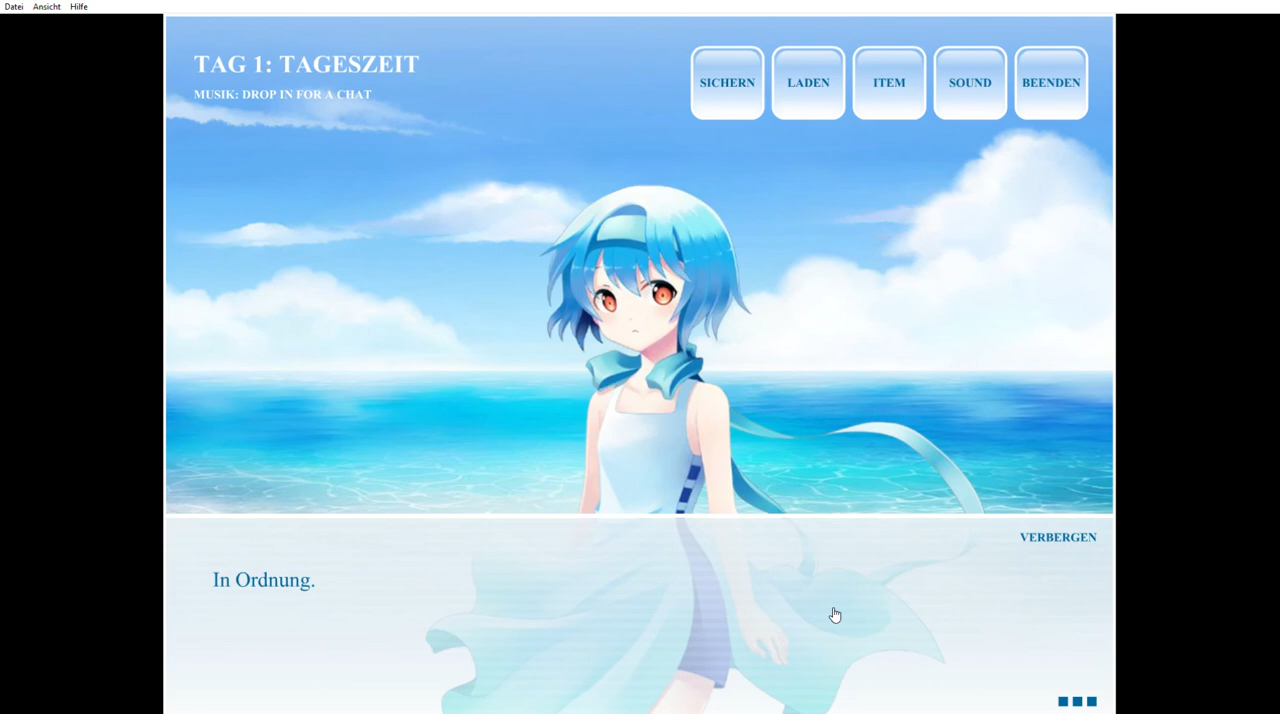 Datei Ansicht Hilfe
TAG 1: TAGESZEIT
MUSIK: DROP IN FOR A CHAT
SICHERN LADEN ITEM SOUND BEENDEN
VERBERGEN
In Ordnung.